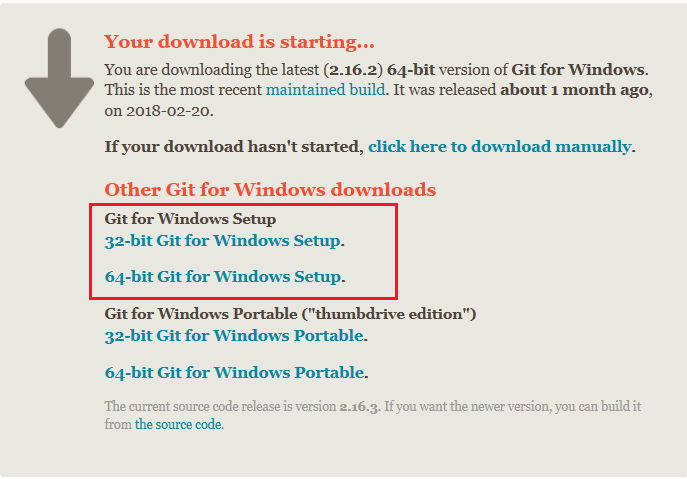 Your download is starting...
You are downloading the latest (2.16.2) 64-bit version of Git for Windows.
This is the most recent maintained build. It was released about 1 month ago,
on 2018-02-20.
If your download hasn't started, click here to download manually.
Other Git for Windows downloads
Git for Windows Setup
32-bit Git for Windows Setup.
64-bit Git for Windows Setup.
Git for Windows Portable ("thumbdrive edition")
32-bit Git for Windows Portable.
64-bit Git for Windows Portable.
The current source code release is version 2.16.3. If you want the newer version, you can build it
from the source code.